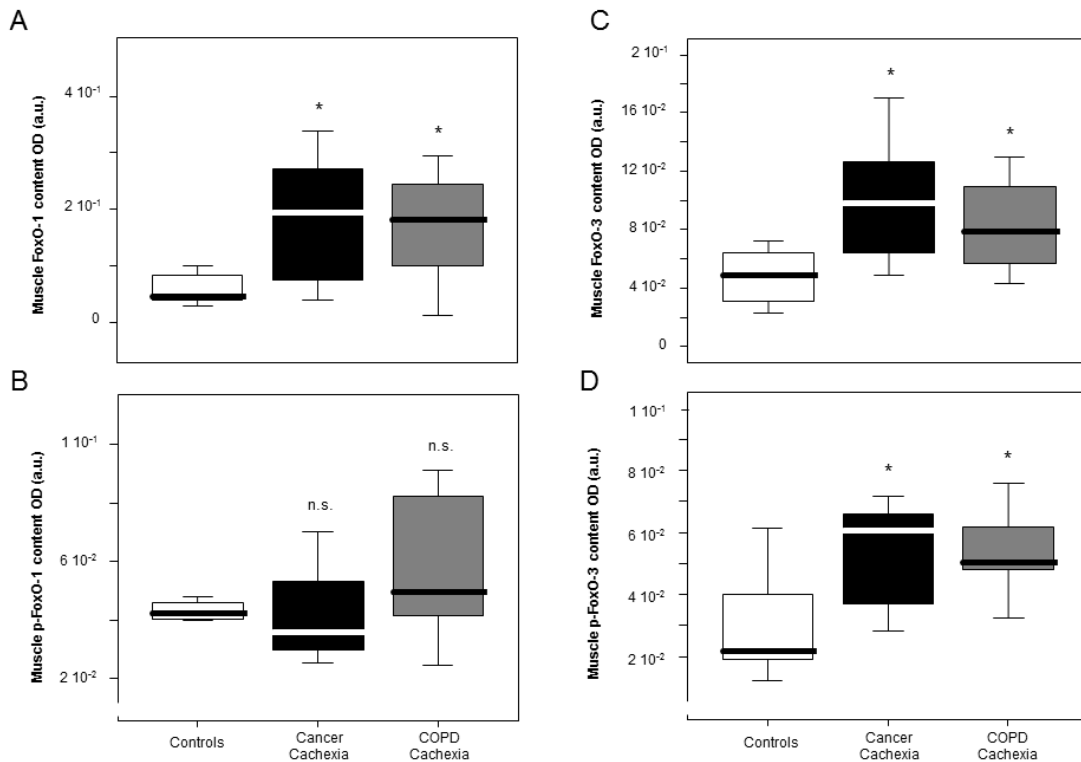 A
Muscle FoxO-1 content OD (a.u.)
4 10⁻¹
2 10⁻¹
0
*
*
B
Muscle p-FoxO-1 content OD (a.u.)
1 10⁻¹
6 10⁻²
2 10⁻²
n.s.
n.s.
Controls
Cancer
Cachexia
COPD
Cachexia
C
Muscle FoxO-3 content OD (a.u.)
2 10⁻¹
16 10⁻²
12 10⁻²
8 10⁻²
4 10⁻²
0
*
*
D
Muscle p-FoxO-3 content OD (a.u.)
1 10⁻¹
8 10⁻²
6 10⁻²
4 10⁻²
2 10⁻²
*
*
Controls
Cancer
Cachexia
COPD
Cachexia